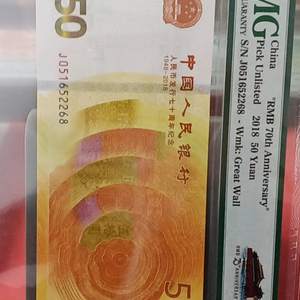 50
J051652268
中国人民银行
人民币发行七十周年纪念
1948-2018
5
MG
China
Pick Unlisted 2018 50 Yuan
"RMB 70th Anniversary"
S/N J051652268 - Wmk: Great Wall